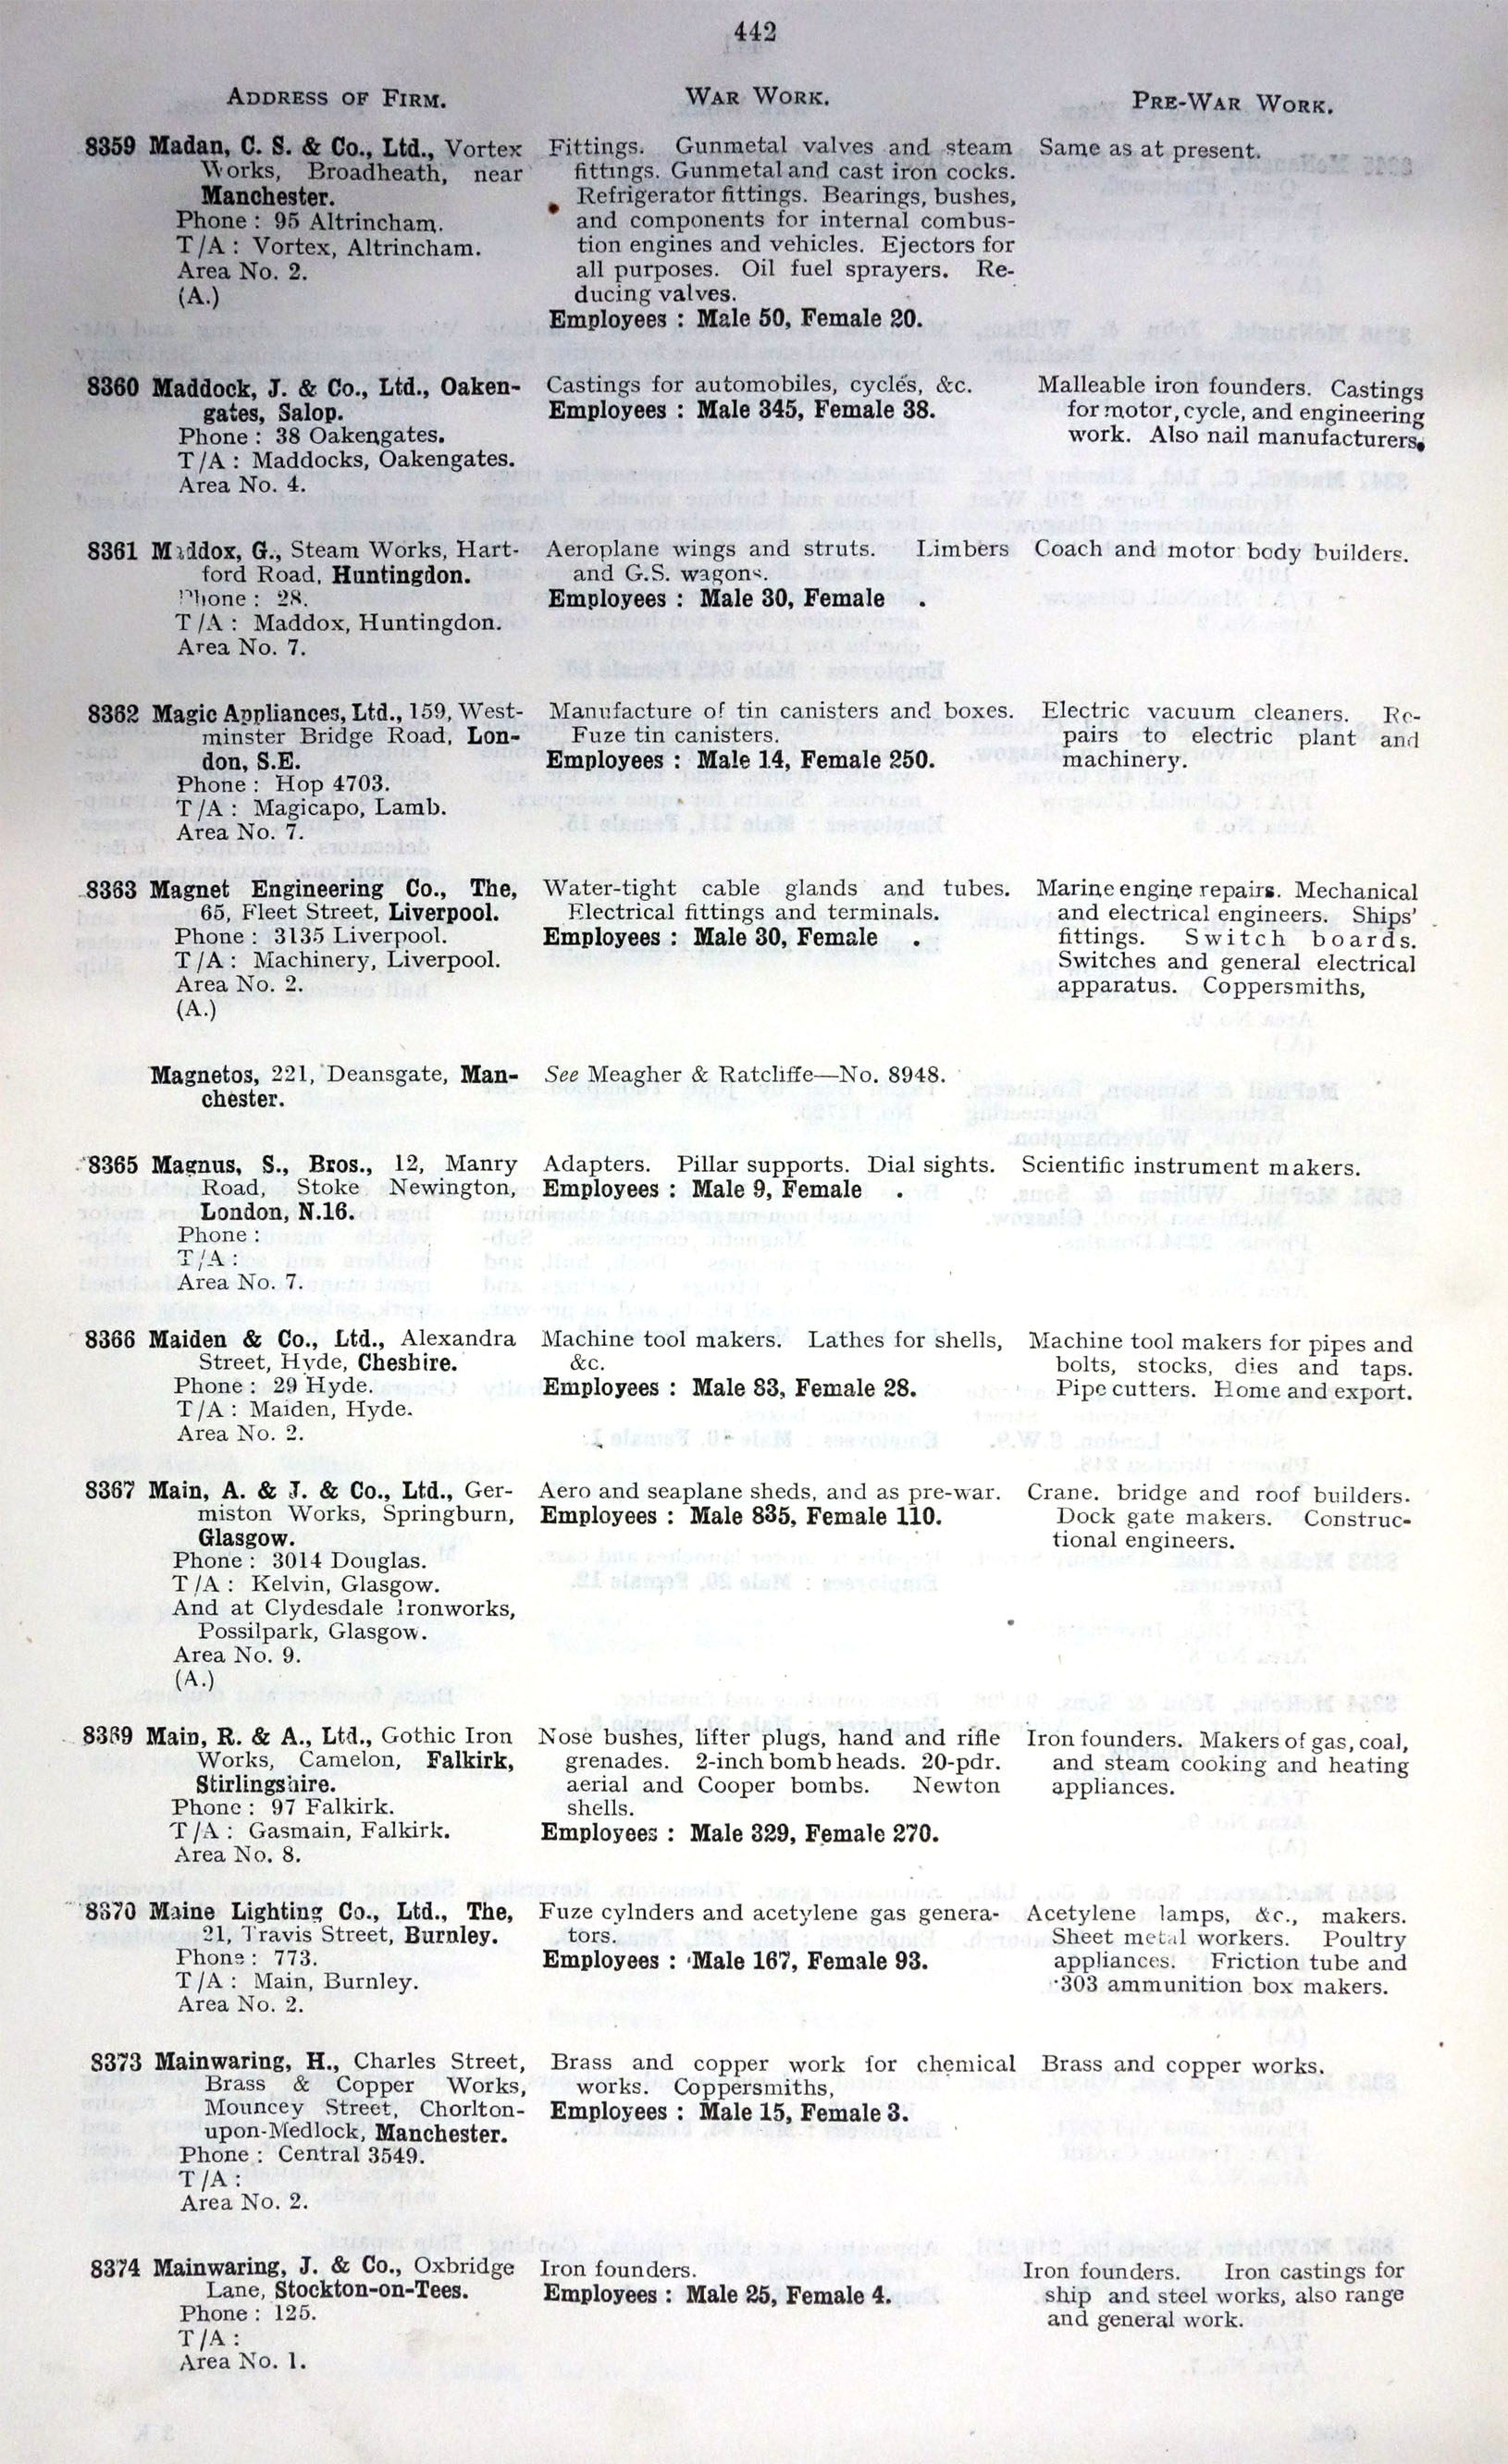 442
ADDRESS OF FIRM.
WAR WORK.
PRE-WAR WORK.
8359 Madan, C. S. & Co., Ltd., Vortex
Works, Broadheath, near
Manchester.
Phone : 95 Altrincham.
T/A : Vortex, Altrincham.
Area No. 2.
(A.)
Fittings. Gunmetal valves and steam
fittings. Gunmetal and cast iron cocks.
Refrigerator fittings. Bearings, bushes,
and components for internal combus-
tion engines and vehicles. Ejectors for
all purposes. Oil fuel sprayers. Re-
ducing valves.
Employees : Male 50, Female 20.
Same as at present.
8360 Maddock, J. & Co., Ltd., Oaken-
gates, Salop.
Phone : 38 Oakengates.
T/A : Maddocks, Oakengates.
Area No. 4.
Castings for automobiles, cycles, &c.
Employees : Male 345, Female 38.
Malleable iron founders. Castings
for motor, cycle, and engineering
work. Also nail manufacturers.
8361 Maddox, G., Steam Works, Hart-
ford Road, Huntingdon.
Phone : 28.
T/A : Maddox, Huntingdon.
Area No. 7.
Aeroplane wings and struts. Limbers
and G.S. wagons.
Employees : Male 30, Female .
Coach and motor body builders.
8362 Magic Appliances, Ltd., 159, West-
minster Bridge Road, Lon-
don, S.E.
Phone : Hop 4703.
T/A : Magicapo, Lamb.
Area No. 7.
Manufacture of tin canisters and boxes.
Fuze tin canisters.
Employees : Male 14, Female 250.
Electric vacuum cleaners. Re-
pairs to electric plant and
machinery.
8363 Magnet Engineering Co., The,
65, Fleet Street, Liverpool.
Phone : 3135 Liverpool.
T/A : Machinery, Liverpool.
Area No. 2.
(A.)
Water-tight cable glands and tubes.
Electrical fittings and terminals.
Employees : Male 30, Female .
Marine engine repairs. Mechanical
and electrical engineers. Ships'
fittings. Switch boards.
Switches and general electrical
apparatus. Coppersmiths,
Magnetos, 221, Deansgate, Man-
chester.
See Meagher & Ratcliffe—No. 8948.
8365 Magnus, S., Bros., 12, Manry
Road, Stoke Newington,
London, N.16.
Phone :
T/A :
Area No. 7.
Adapters. Pillar supports. Dial sights.
Employees : Male 9, Female .
Scientific instrument makers.
8366 Maiden & Co., Ltd., Alexandra
Street, Hyde, Cheshire.
Phone : 29 Hyde.
T/A : Maiden, Hyde.
Area No. 2.
Machine tool makers. Lathes for shells,
&c.
Employees : Male 83, Female 28.
Machine tool makers for pipes and
bolts, stocks, dies and taps.
Pipe cutters. Home and export.
8367 Main, A. & J. & Co., Ltd., Ger-
miston Works, Springburn,
Glasgow.
Phone : 3014 Douglas.
T/A : Kelvin, Glasgow.
And at Clydesdale Ironworks,
Possilpark, Glasgow.
Area No. 9.
(A.)
Aero and seaplane sheds, and as pre-war.
Employees : Male 835, Female 110.
Crane. bridge and roof builders.
Dock gate makers. Construc-
tional engineers.
8369 Main, R. & A., Ltd., Gothic Iron
Works, Camelon, Falkirk,
Stirlingshire.
Phone : 97 Falkirk.
T/A : Gasmain, Falkirk.
Area No. 8.
Nose bushes, lifter plugs, hand and rifle
grenades. 2-inch bomb heads. 20-pdr.
aerial and Cooper bombs. Newton
shells.
Employees : Male 329, Female 270.
Iron founders. Makers of gas, coal,
and steam cooking and heating
appliances.
8370 Maine Lighting Co., Ltd., The,
21, Travis Street, Burnley.
Phone : 773.
T/A : Main, Burnley.
Area No. 2.
Fuze cylnders and acetylene gas genera-
tors.
Employees : Male 167, Female 93.
Acetylene lamps, &c., makers.
Sheet metal workers. Poultry
appliances. Friction tube and
·303 ammunition box makers.
8373 Mainwaring, H., Charles Street,
Brass & Copper Works,
Mouncey Street, Chorlton-
upon-Medlock, Manchester.
Phone : Central 3549.
T/A :
Area No. 2.
Brass and copper work for chemical
works. Coppersmiths,
Employees : Male 15, Female 3.
Brass and copper works.
8374 Mainwaring, J. & Co., Oxbridge
Lane, Stockton-on-Tees.
Phone : 125.
T/A :
Area No. 1.
Iron founders.
Employees : Male 25, Female 4.
Iron founders. Iron castings for
ship and steel works, also range
and general work.